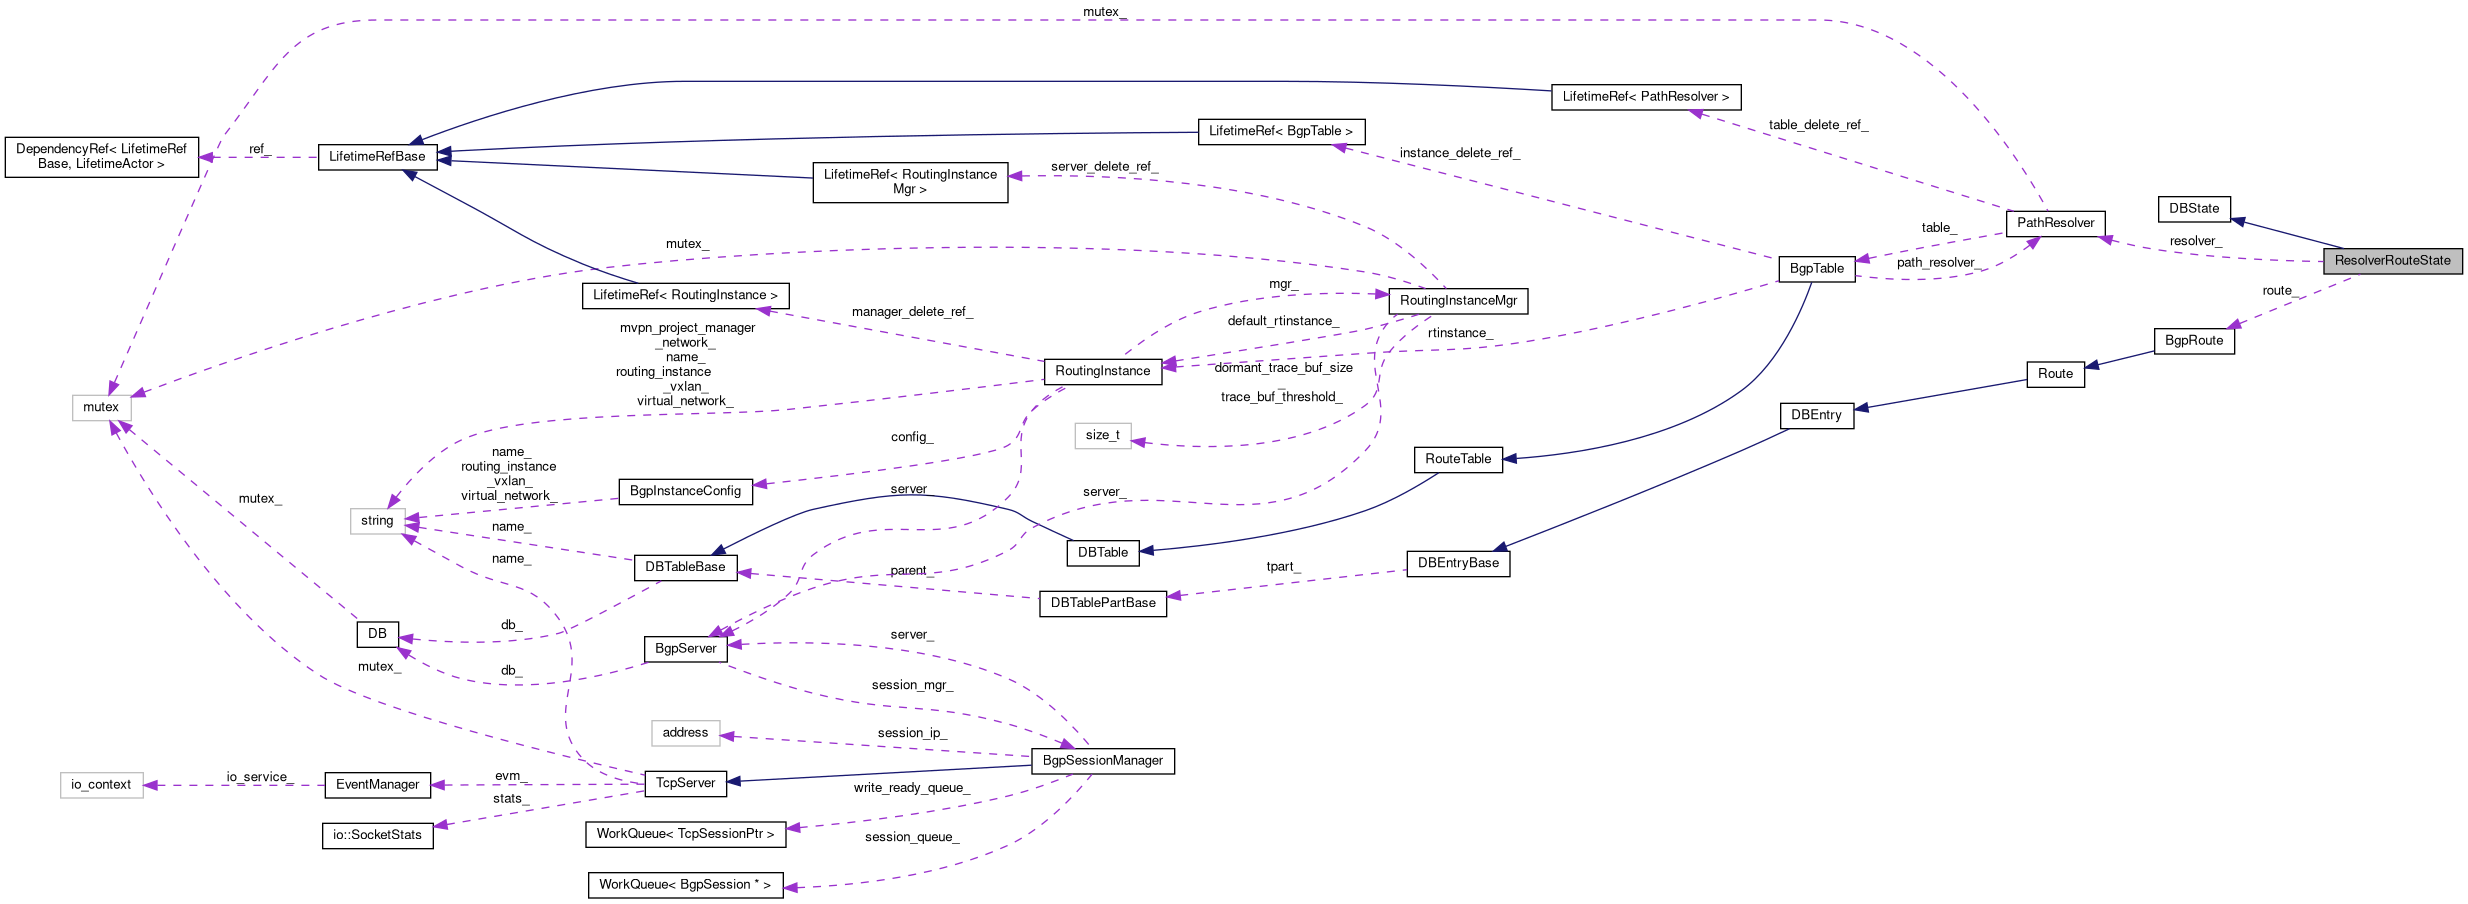 mutex_
LifetimeRef< PathResolver >
table_delete_ref_
LifetimeRef< BgpTable >
instance_delete_ref_
DependencyRef< LifetimeRef
Base, LifetimeActor >
ref_
LifetimeRefBase
LifetimeRef< RoutingInstance
Mgr >
server_delete_ref_
DBState
PathResolver
table_
resolver_
ResolverRouteState
mutex_
BgpTable
path_resolver_
route_
LifetimeRef< RoutingInstance >
mgr_
RoutingInstanceMgr
manager_delete_ref_
default_rtinstance_
rtinstance_
BgpRoute
mvpn_project_manager
_network_
name_
routing_instance
_vxlan_
virtual_network_
RoutingInstance
dormant_trace_buf_size
_
trace_buf_threshold_
Route
mutex
DBEntry
size_t
config_
name_
routing_instance
_vxlan_
virtual_network_
RouteTable
mutex_
BgpInstanceConfig
server
server_
string
name_
name_
DBTableBase
DBTable
DBEntryBase
parent_
tpart_
DBTablePartBase
DB
db_
BgpServer
server_
mutex_
db_
session_mgr_
address
session_ip_
BgpSessionManager
io_context
io_service_
EventManager
evm_
TcpServer
stats_
write_ready_queue_
io::SocketStats
WorkQueue< TcpSessionPtr >
session_queue_
WorkQueue< BgpSession * >